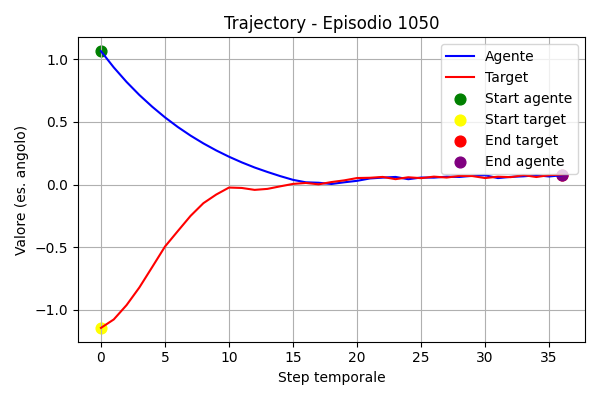 Trajectory - Episodio 1050
Valore (es. angolo)
1.0
0.5
0.0
−0.5
−1.0
0 5 10 15 20 25 30 35
Step temporale
Agente
Target
Start agente
Start target
End target
End agente